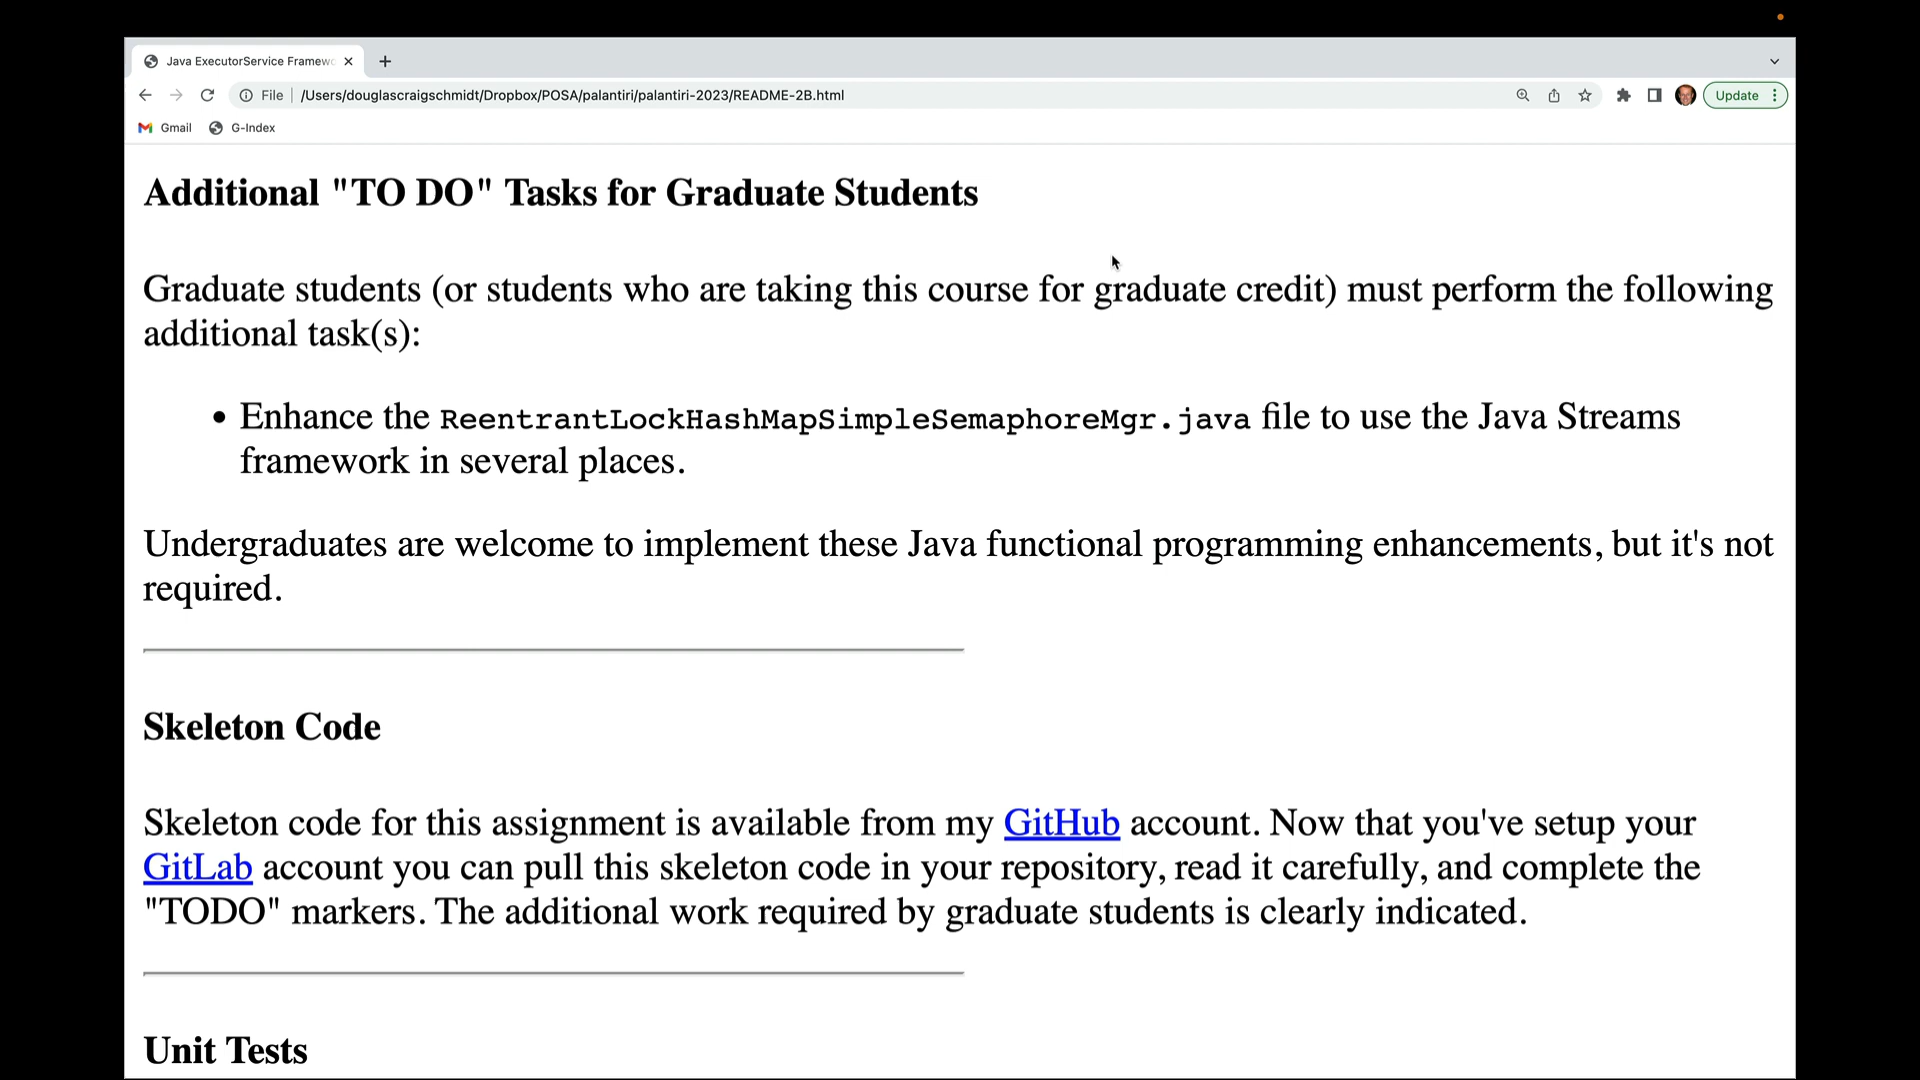 Java ExecutorService Framewo
File
/Users/douglascraigschmidt/Dropbox/POSA/palantiri/palantiri-2023/README-2B.html
Update
Gmail
G-Index
Additional "TO DO" Tasks for Graduate Students
Graduate students (or students who are taking this course for graduate credit) must perform the following
additional task(s):
• Enhance the ReentrantLockHashMapSimpleSemaphoreMgr.java file to use the Java Streams
framework in several places.
Undergraduates are welcome to implement these Java functional programming enhancements, but it's not
required.
Skeleton Code
Skeleton code for this assignment is available from my GitHub account. Now that you've setup your
GitLab account you can pull this skeleton code in your repository, read it carefully, and complete the
"TODO" markers. The additional work required by graduate students is clearly indicated.
Unit Tests